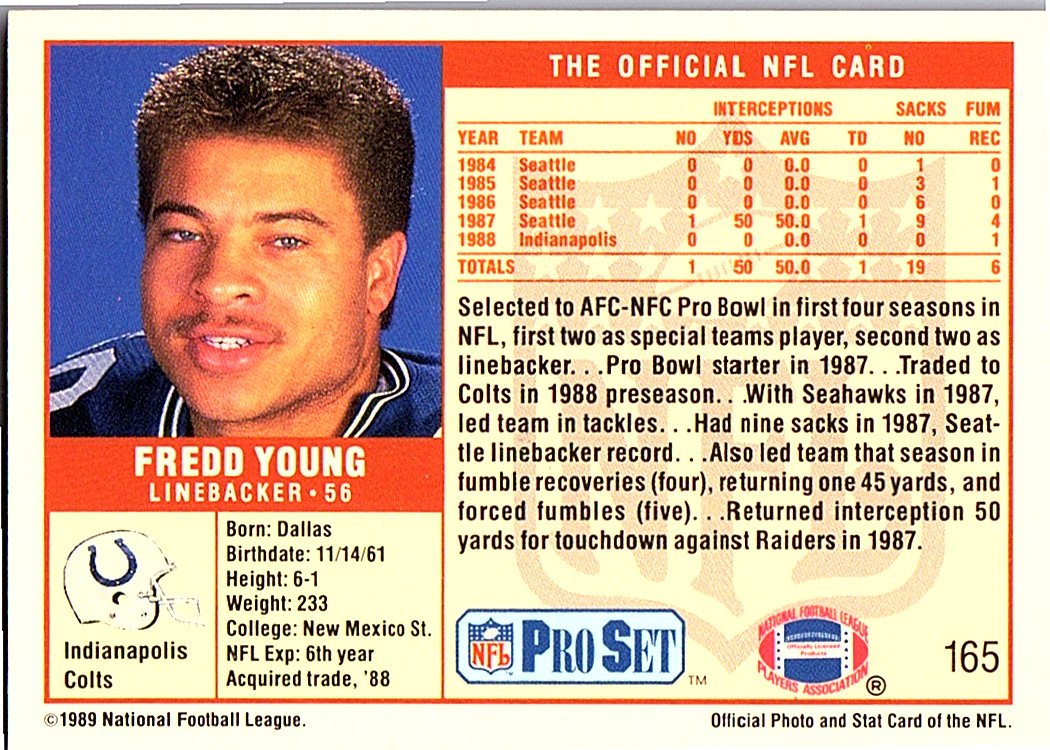 THE OFFICIAL NFL CARD
INTERCEPTIONS SACKS FUM
YEAR TEAM NO YDS AVG TD NO REC
1984 Seattle 0 0 0.0 0 1 0
1985 Seattle 0 0 0.0 0 3 1
1986 Seattle 0 0 0.0 0 6 0
1987 Seattle 1 50 50.0 1 9 4
1988 Indianapolis 0 0 0.0 0 0 1
TOTALS 1 50 50.0 1 19 6
Selected to AFC-NFC Pro Bowl in first four seasons in
NFL, first two as special teams player, second two as
linebacker. . .Pro Bowl starter in 1987. . .Traded to
Colts in 1988 preseason. . .With Seahawks in 1987,
led team in tackles. . .Had nine sacks in 1987, Seat-
tle linebacker record. . .Also led team that season in
fumble recoveries (four), returning one 45 yards, and
forced fumbles (five). . .Returned interception 50
yards for touchdown against Raiders in 1987.
FREDD YOUNG
LINEBACKER • 56
Indianapolis
Colts
Born: Dallas
Birthdate: 11/14/61
Height: 6-1
Weight: 233
College: New Mexico St.
NFL Exp: 6th year
Acquired trade, '88
NFL PRO SET TM
NATIONAL FOOTBALL LEAGUE
Officially Licensed
Products
PLAYERS ASSOCIATION ®
165
©1989 National Football League.
Official Photo and Stat Card of the NFL.